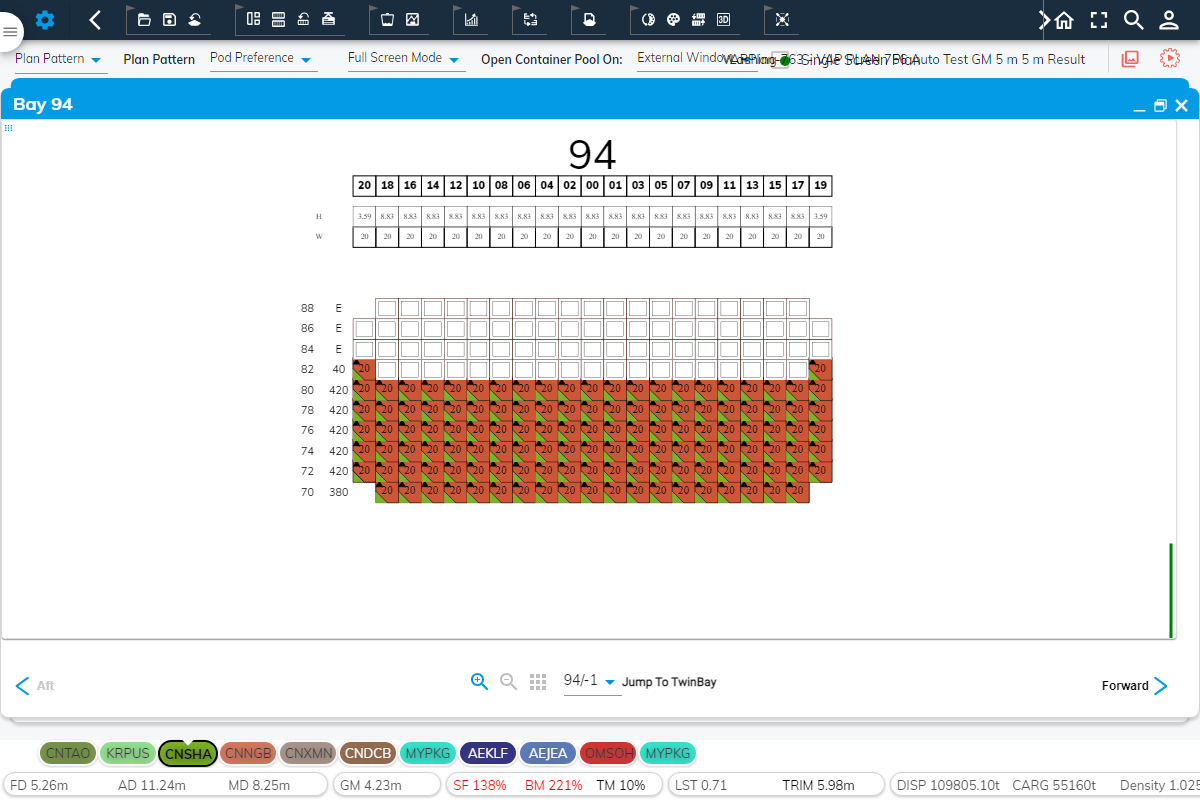 Plan Pattern Plan Pattern Pod Preference Full Screen Mode Open Container Pool On: External Window Single Screen Plan Auto Test GM 5 m 5 m Result
Bay 94
94
20 18 16 14 12 10 08 06 04 02 00 01 03 05 07 09 11 13 15 17 19
H 3.59 8.83 8.83 8.83 8.83 8.83 8.83 8.83 8.83 8.83 8.83 8.83 8.83 8.83 8.83 8.83 8.83 8.83 8.83 8.83 3.59
W 20 20 20 20 20 20 20 20 20 20 20 20 20 20 20 20 20 20 20 20 20
88 E
86 E
84 E
82 40 20 20
80 420 20 20 20 20 20 20 20 20 20 20 20 20 20 20 20 20 20 20 20 20 20
78 420 20 20 20 20 20 20 20 20 20 20 20 20 20 20 20 20 20 20 20 20 20
76 420 20 20 20 20 20 20 20 20 20 20 20 20 20 20 20 20 20 20 20 20 20
74 420 20 20 20 20 20 20 20 20 20 20 20 20 20 20 20 20 20 20 20 20 20
72 420 20 20 20 20 20 20 20 20 20 20 20 20 20 20 20 20 20 20 20 20 20
70 380 20 20 20 20 20 20 20 20 20 20 20 20 20 20 20 20 20 20 20
Aft 94/-1 Jump To TwinBay Forward
CNTAO KRPUS CNSHA CNNGB CNXMN CNDCB MYPKG AEKLF AEJEA OMSOH MYPKG
FD 5.26m AD 11.24m MD 8.25m GM 4.23m SF 138% BM 221% TM 10% LST 0.71 TRIM 5.98m DISP 109805.10t CARG 55160t Density 1.025